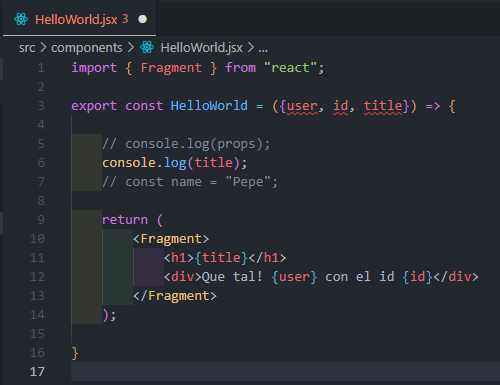 HelloWorld.jsx 3
src > components > HelloWorld.jsx > ...
1 import { Fragment } from "react";
2
3 export const HelloWorld = ({user, id, title}) => {
4
5 // console.log(props);
6 console.log(title);
7 // const name = "Pepe";
8
9 return (
10 <Fragment>
11 <h1>{title}</h1>
12 <div>Que tal! {user} con el id {id}</div>
13 </Fragment>
14 );
15
16 }
17